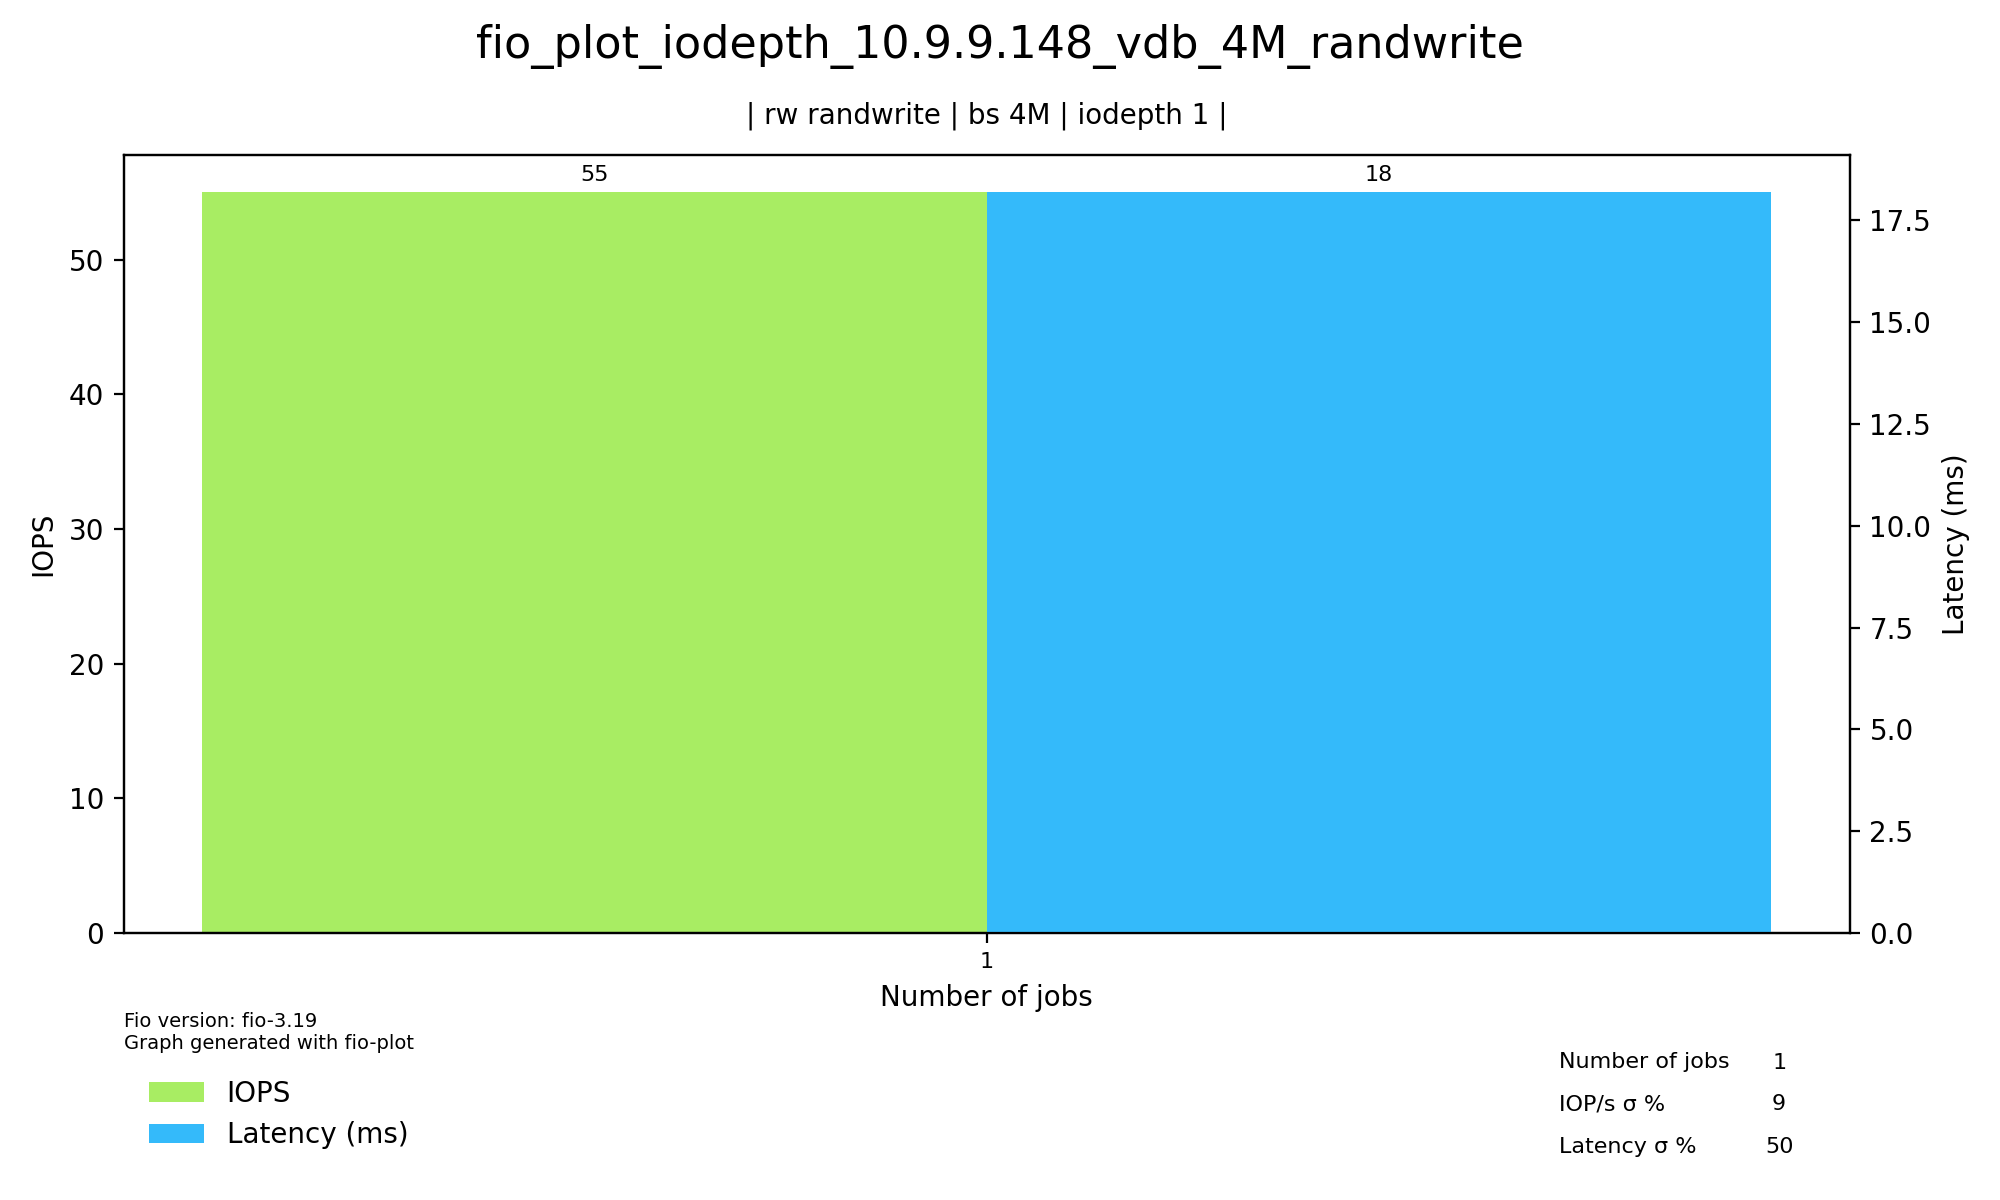 fio_plot_iodepth_10.9.9.148_vdb_4M_randwrite
| rw randwrite | bs 4M | iodepth 1 |
55
18
50
40
30
20
10
0
IOPS
17.5
15.0
12.5
10.0
7.5
5.0
2.5
0.0
Latency (ms)
1
Number of jobs
Fio version: fio-3.19
Graph generated with fio-plot
IOPS
Latency (ms)
Number of jobs 1
IOP/s σ % 9
Latency σ % 50